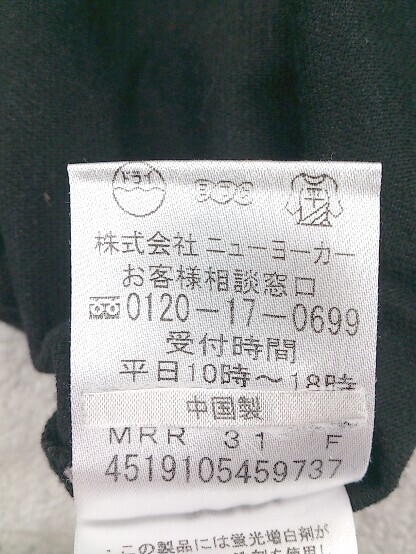 ドライ
平
株式会社 ニューヨーカー
お客様相談窓口
0120-17-0699
受付時間
平日10時～18時
中国製
MRR 31 F
4519105459737
・この製品には蛍光増白剤が